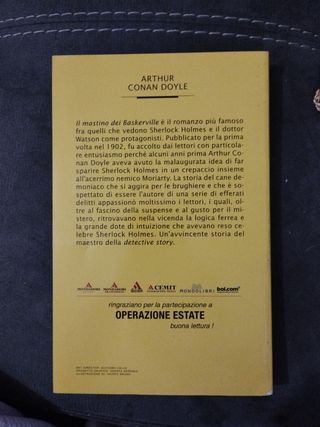 ARTHUR
CONAN DOYLE
Il mastino dei Baskerville è il romanzo più famoso
fra quelli che vedono Sherlock Holmes e il dottor
Watson come protagonisti. Pubblicato per la prima
volta nel 1902, fu accolto dai lettori con particola-
re entusiasmo perché alcuni anni prima Arthur Co-
nan Doyle aveva avuto la malaugurata idea di far
sparire Sherlock Holmes in un crepaccio insieme
all'acerrimo nemico Moriarty. La storia del cane de-
moniaco che si aggira per le brughiere e che è so-
spettato di essere l'autore di una serie di efferati
delitti appassionò moltissimo i lettori, i quali, ol-
tre al fascino della suspense e al gusto per il mi-
stero, ritrovavano nella vicenda la logica ferrea e
la grande dote di intuizione che avevano reso ce-
lebre Sherlock Holmes. Un'avvincente storia del
maestro della detective story.
MONDADORI MONDADORI ACEMIT MONDOLIBRI bol.com
ringraziano per la partecipazione a
OPERAZIONE ESTATE
buona lettura !
ART DIRECTOR: GIACOMO CALLO